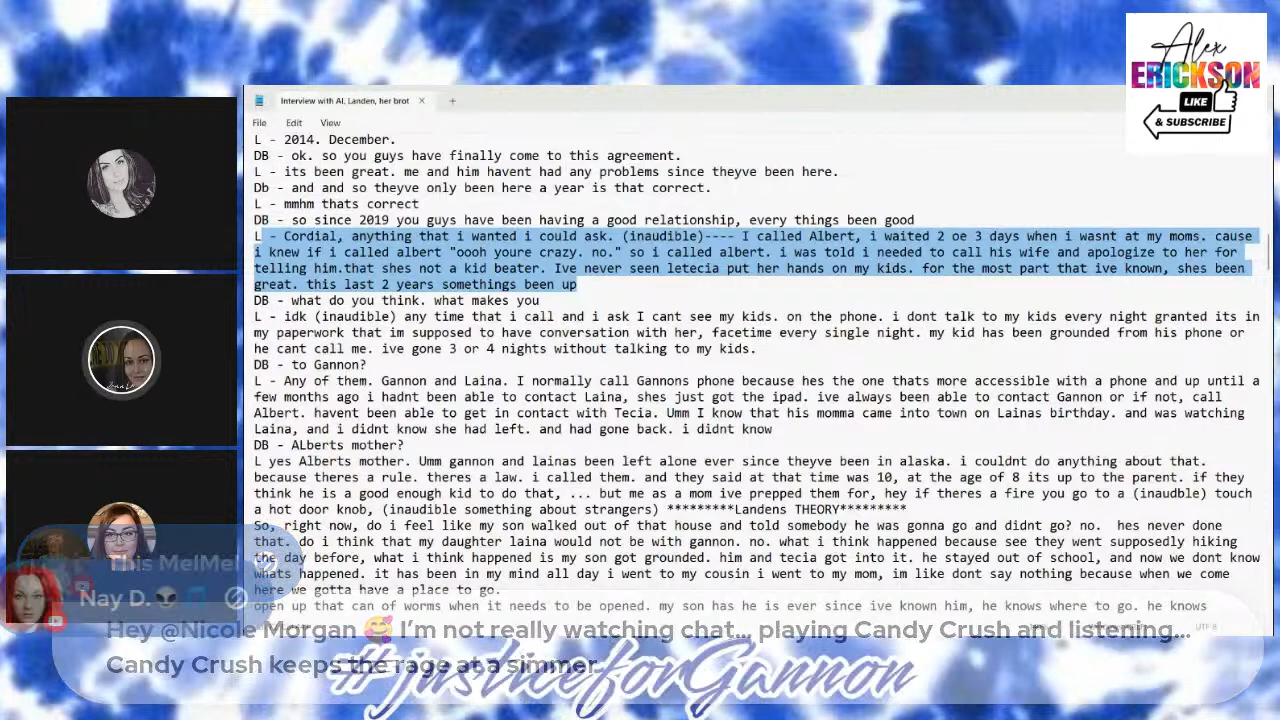 Alex
ERICKSON
LIKE
& SUBSCRIBE
Interview with Al, Landen, her brot
File Edit View
L - 2014. December.
DB - ok. so you guys have finally come to this agreement.
L - its been great. me and him havent had any problems since theyve been here.
Db - and and so theyve only been here a year is that correct.
L - mmhm thats correct
DB - so since 2019 you guys have been having a good relationship, every things been good
L - Cordial, anything that i wanted i could ask. (inaudible)---- I called Albert, i waited 2 oe 3 days when i wasnt at my moms. cause
i knew if i called albert "oooh youre crazy. no." so i called albert. i was told i needed to call his wife and apologize to her for
telling him.that shes not a kid beater. Ive never seen letecia put her hands on my kids. for the most part that ive known, shes been
great. this last 2 years somethings been up
DB - what do you think. what makes you
L - idk (inaudible) any time that i call and i ask I cant see my kids. on the phone. i dont talk to my kids every night granted its in
my paperwork that im supposed to have conversation with her, facetime every single night. my kid has been grounded from his phone or
he cant call me. ive gone 3 or 4 nights without talking to my kids.
DB - to Gannon?
L - Any of them. Gannon and Laina. I normally call Gannons phone because hes the one thats more accessible with a phone and up until a
few months ago i hadnt been able to contact Laina, shes just got the ipad. ive always been able to contact Gannon or if not, call
Albert. havent been able to get in contact with Tecia. Umm I know that his momma came into town on Lainas birthday. and was watching
Laina, and i didnt know she had left. and had gone back. i didnt know
DB - ALberts mother?
L yes Alberts mother. Umm gannon and lainas been left alone ever since theyve been in alaska. i couldnt do anything about that.
because theres a rule. theres a law. i called them. and they said at that time was 10, at the age of 8 its up to the parent. if they
think he is a good enough kid to do that, ... but me as a mom ive prepped them for, hey if theres a fire you go to a (inaudble) touch
a hot door knob, (inaudible something about strangers) *********Landens THEORY*********
So, right now, do i feel like my son walked out of that house and told somebody he was gonna go and didnt go? no. hes never done
that. do i think that my daughter laina would not be with gannon. no. what i think happened because see they went supposedly hiking
the day before, what i think happened is my son got grounded. him and tecia got into it. he stayed out of school, and now we dont know
whats happened. it has been in my mind all day i went to my cousin i went to my mom, im like dont say nothing because when we come
here we gotta have a place to go.
open up that can of worms when it needs to be opened. my son has he is ever since ive known him, he knows where to go. he knows
UTF-8
This MelMel
Nay D.👽
Hey @Nicole Morgan 🥰 I’m not really watching chat… playing Candy Crush and listening…
Candy Crush keeps the rage at a simmer.
#justiceforGannon